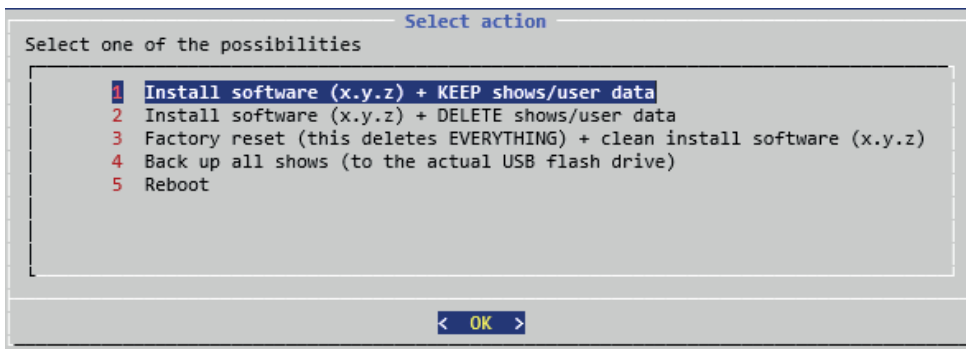 Select action
Select one of the possibilities
1 Install software (x.y.z) + KEEP shows/user data
2 Install software (x.y.z) + DELETE shows/user data
3 Factory reset (this deletes EVERYTHING) + clean install software (x.y.z)
4 Back up all shows (to the actual USB flash drive)
5 Reboot
< OK >